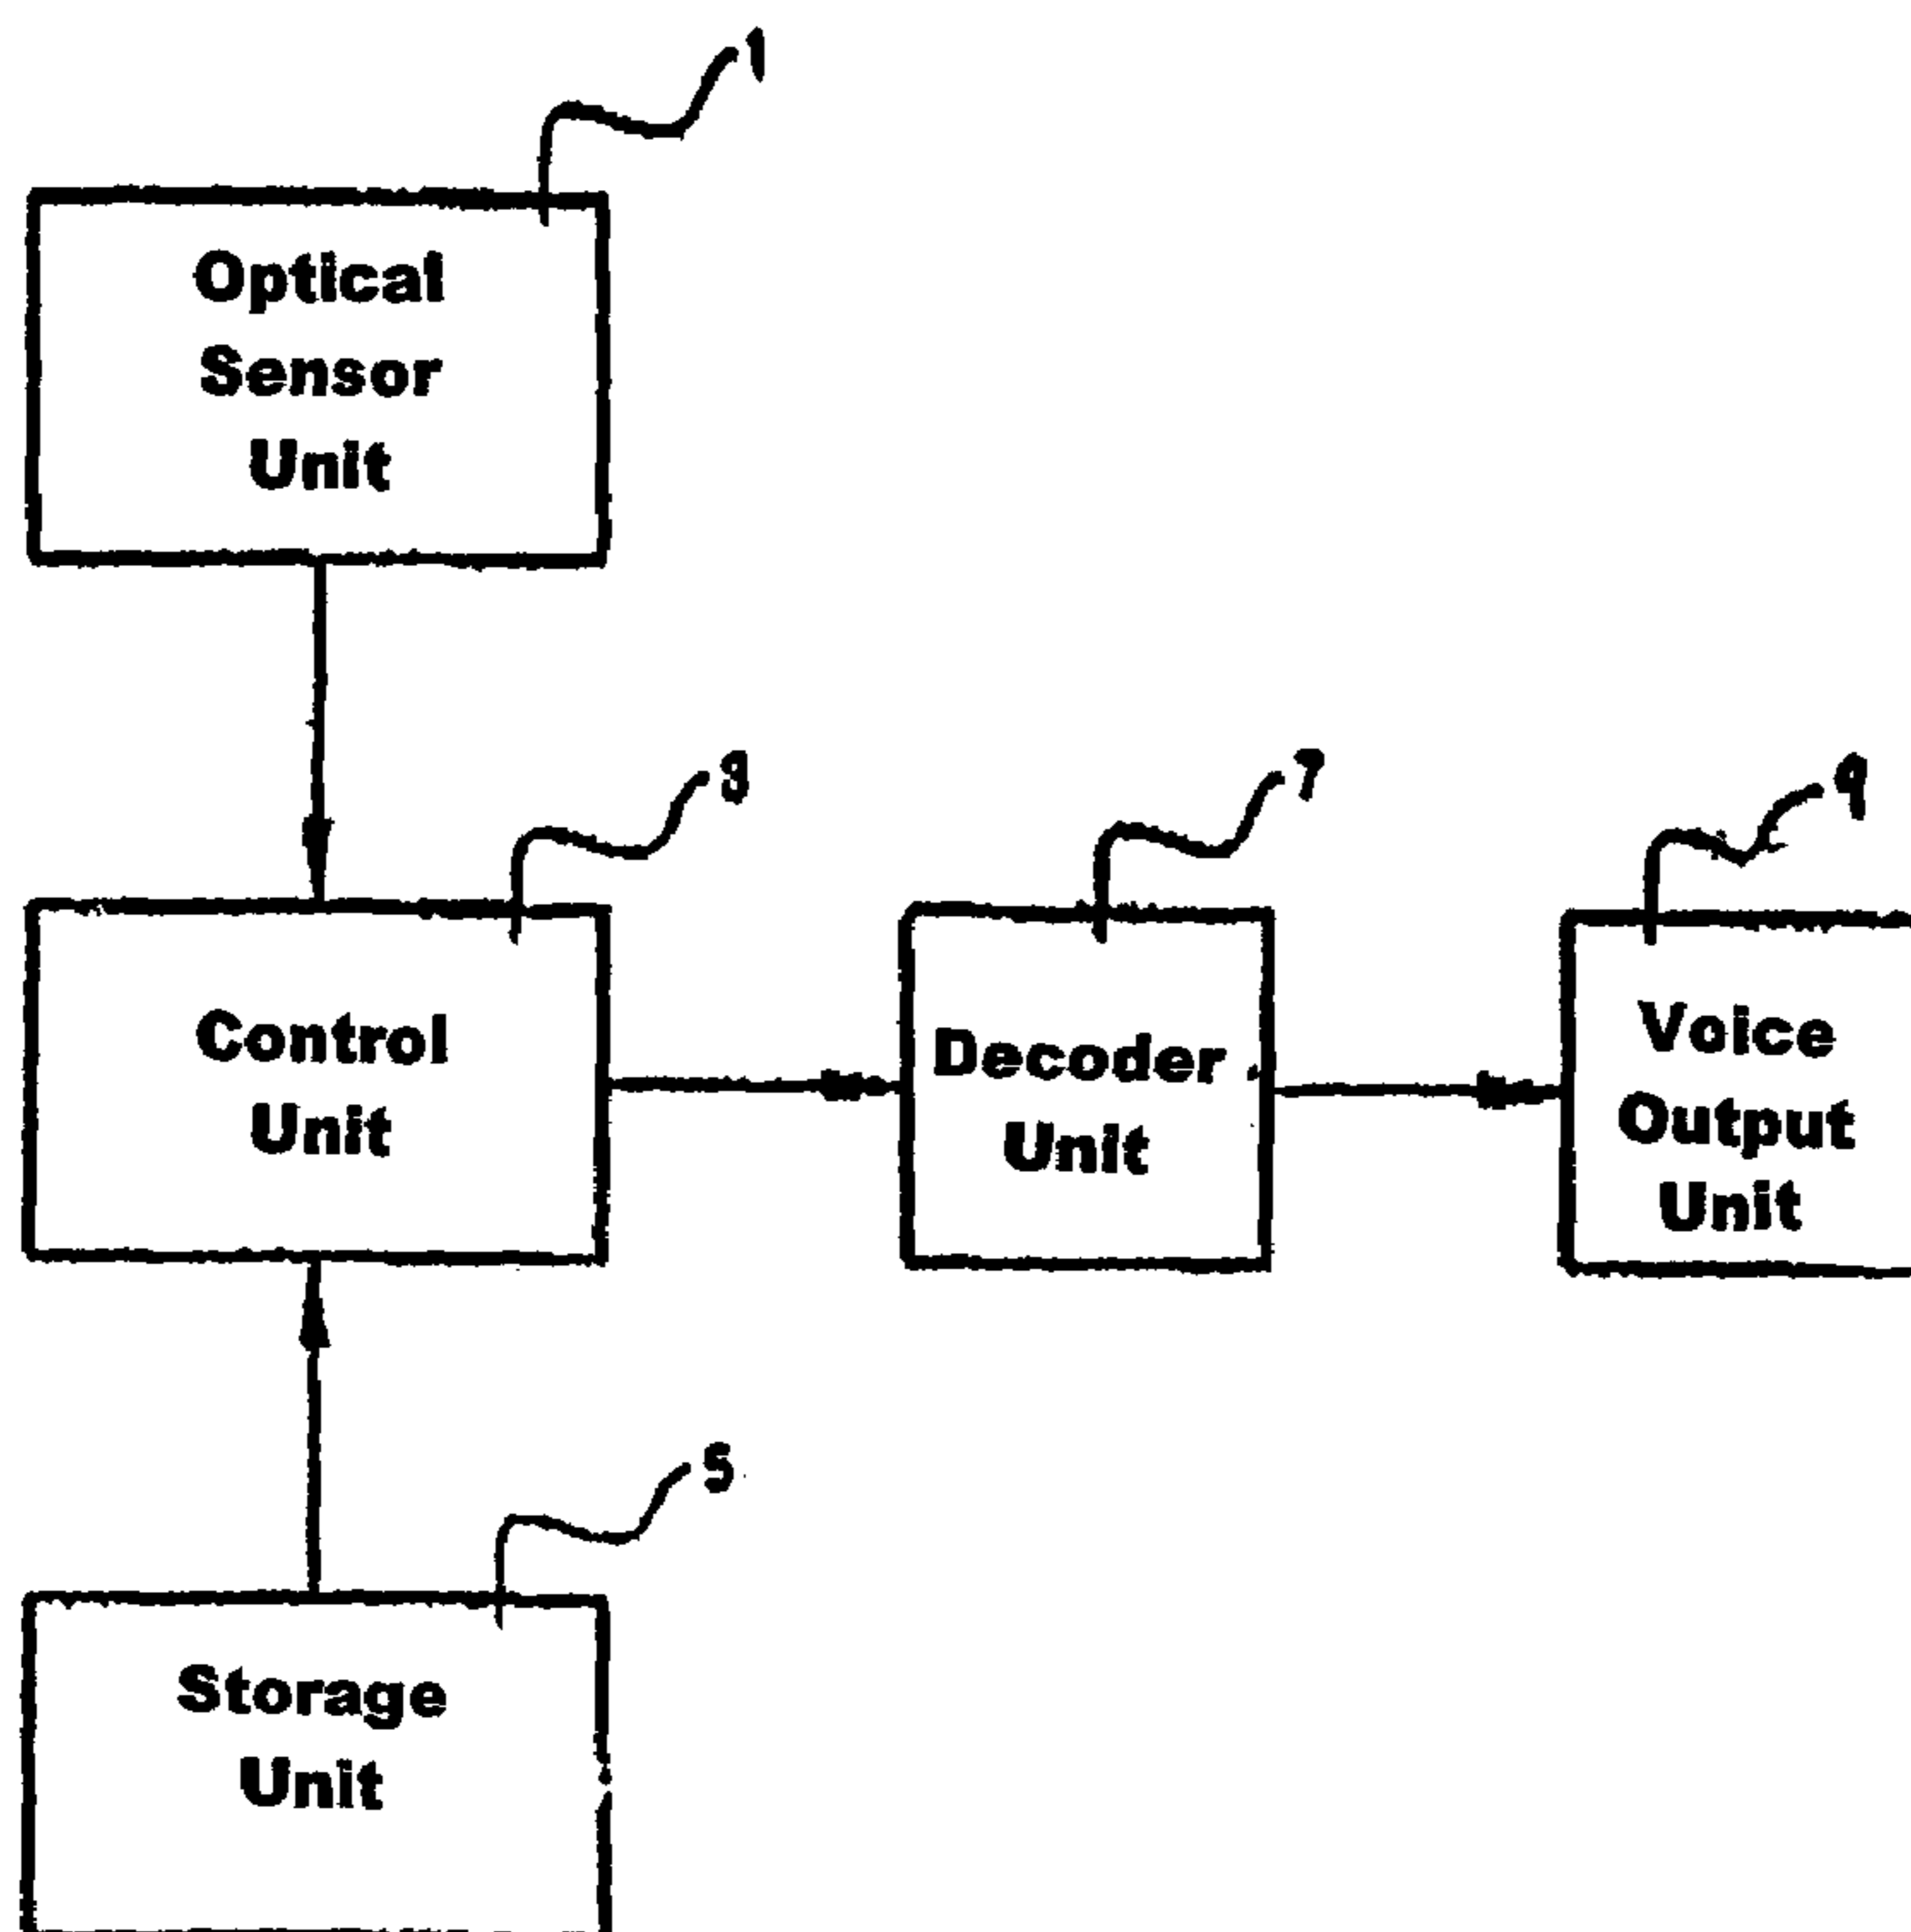 1
Optical
Sensor
Unit
3
7
9
Control
Unit
Decoder
Unit
Voice
Output
Unit
5
Storage
Unit